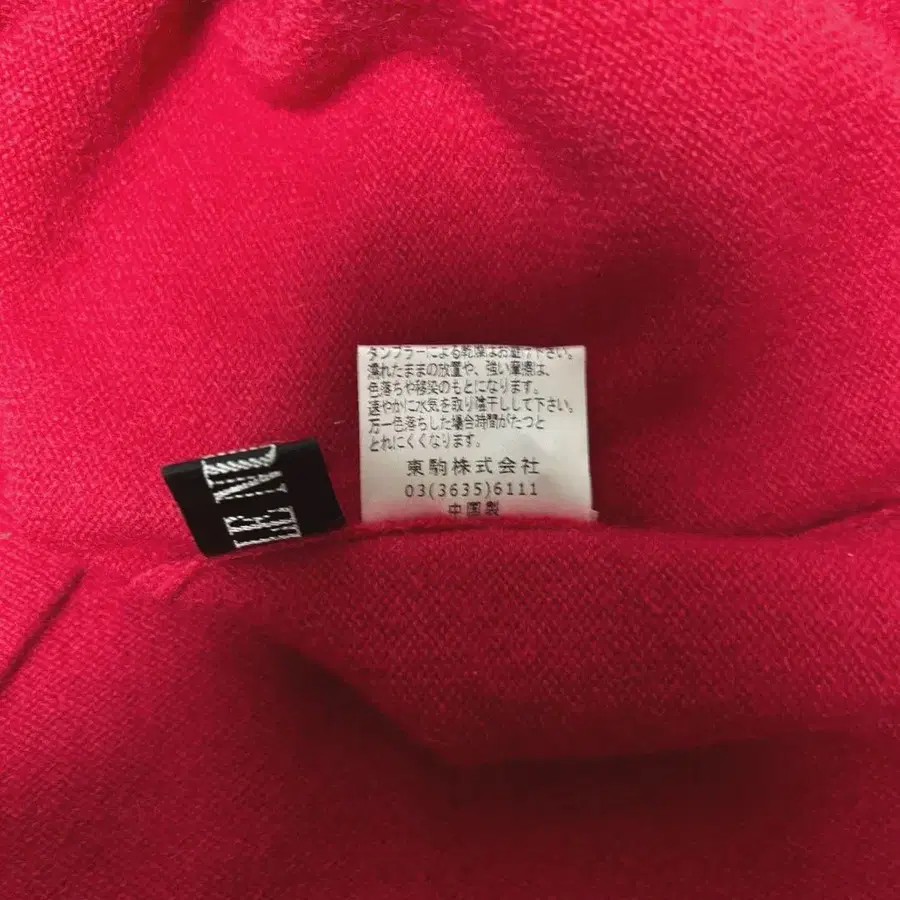 タンブラーによる乾燥はお避け下さい。
濡れたままの放置や、強い摩擦は、
色落ちや移染のもとになります。
速やかに水気を取り陰干しして下さい。
万一色落ちした場合時間がたつと
とれにくくなります。
東駒株式会社
03(3635)6111
中国製